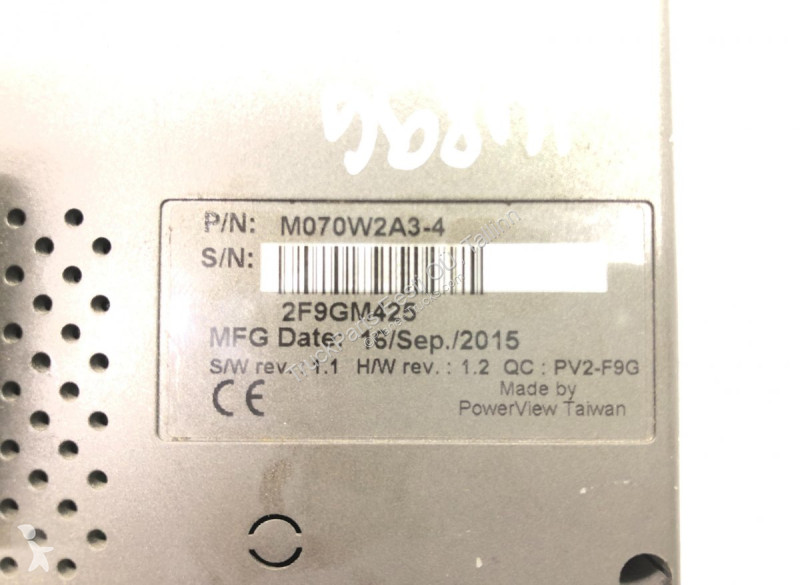 P/N: M070W2A3-4
S/N:
2F9GM425
MFG Date: 16/Sep./2015
S/W rev. : 1.1 H/W rev. : 1.2 QC : PV2-F9G
CE
Made by
PowerView Taiwan